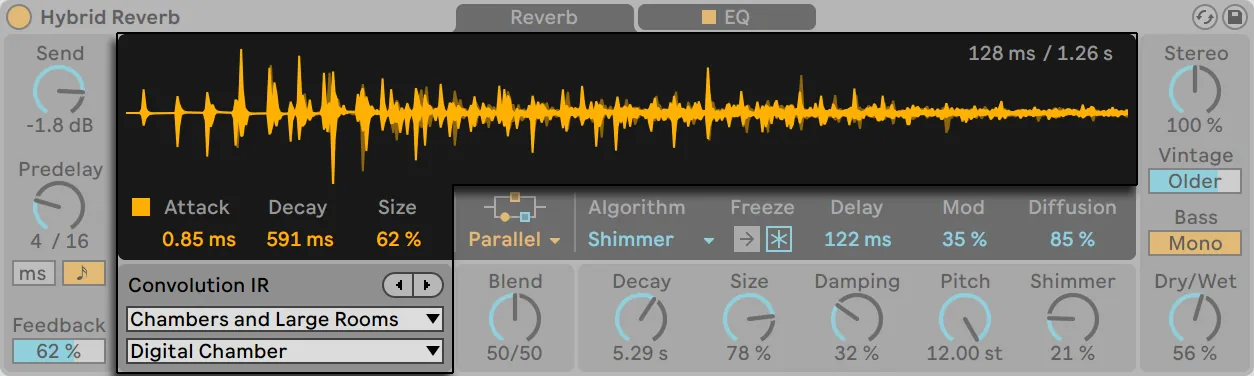 Hybrid Reverb
Reverb
EQ
Send
-1.8 dB
Predelay
4 / 16
ms
Feedback
62 %
128 ms / 1.26 s
Attack
Decay
Size
0.85 ms
591 ms
62 %
Convolution IR
Chambers and Large Rooms
Digital Chamber
Parallel
Algorithm
Freeze
Delay
Mod
Diffusion
Shimmer
122 ms
35 %
85 %
Blend
50/50
Decay
Size
Damping
Pitch
Shimmer
5.29 s
78 %
32 %
12.00 st
21 %
Stereo
100 %
Vintage
Older
Bass
Mono
Dry/Wet
56 %